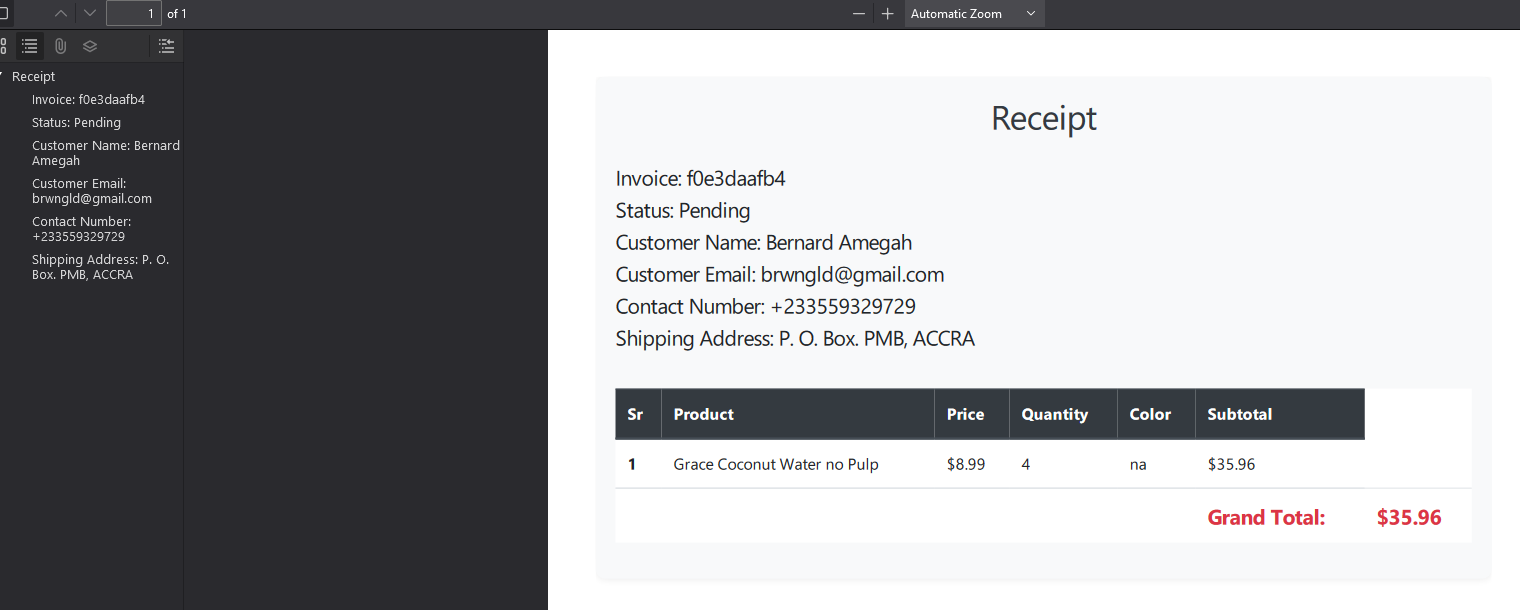 1 of 1
Automatic Zoom
Receipt
Invoice: f0e3daafb4
Status: Pending
Customer Name: Bernard
Amegah
Customer Email:
brwngld@gmail.com
Contact Number:
+233559329729
Shipping Address: P. O.
Box. PMB, ACCRA
Receipt
Invoice: f0e3daafb4
Status: Pending
Customer Name: Bernard Amegah
Customer Email: brwngld@gmail.com
Contact Number: +233559329729
Shipping Address: P. O. Box. PMB, ACCRA
Sr Product Price Quantity Color Subtotal
1 Grace Coconut Water no Pulp $8.99 4 na $35.96
Grand Total: $35.96